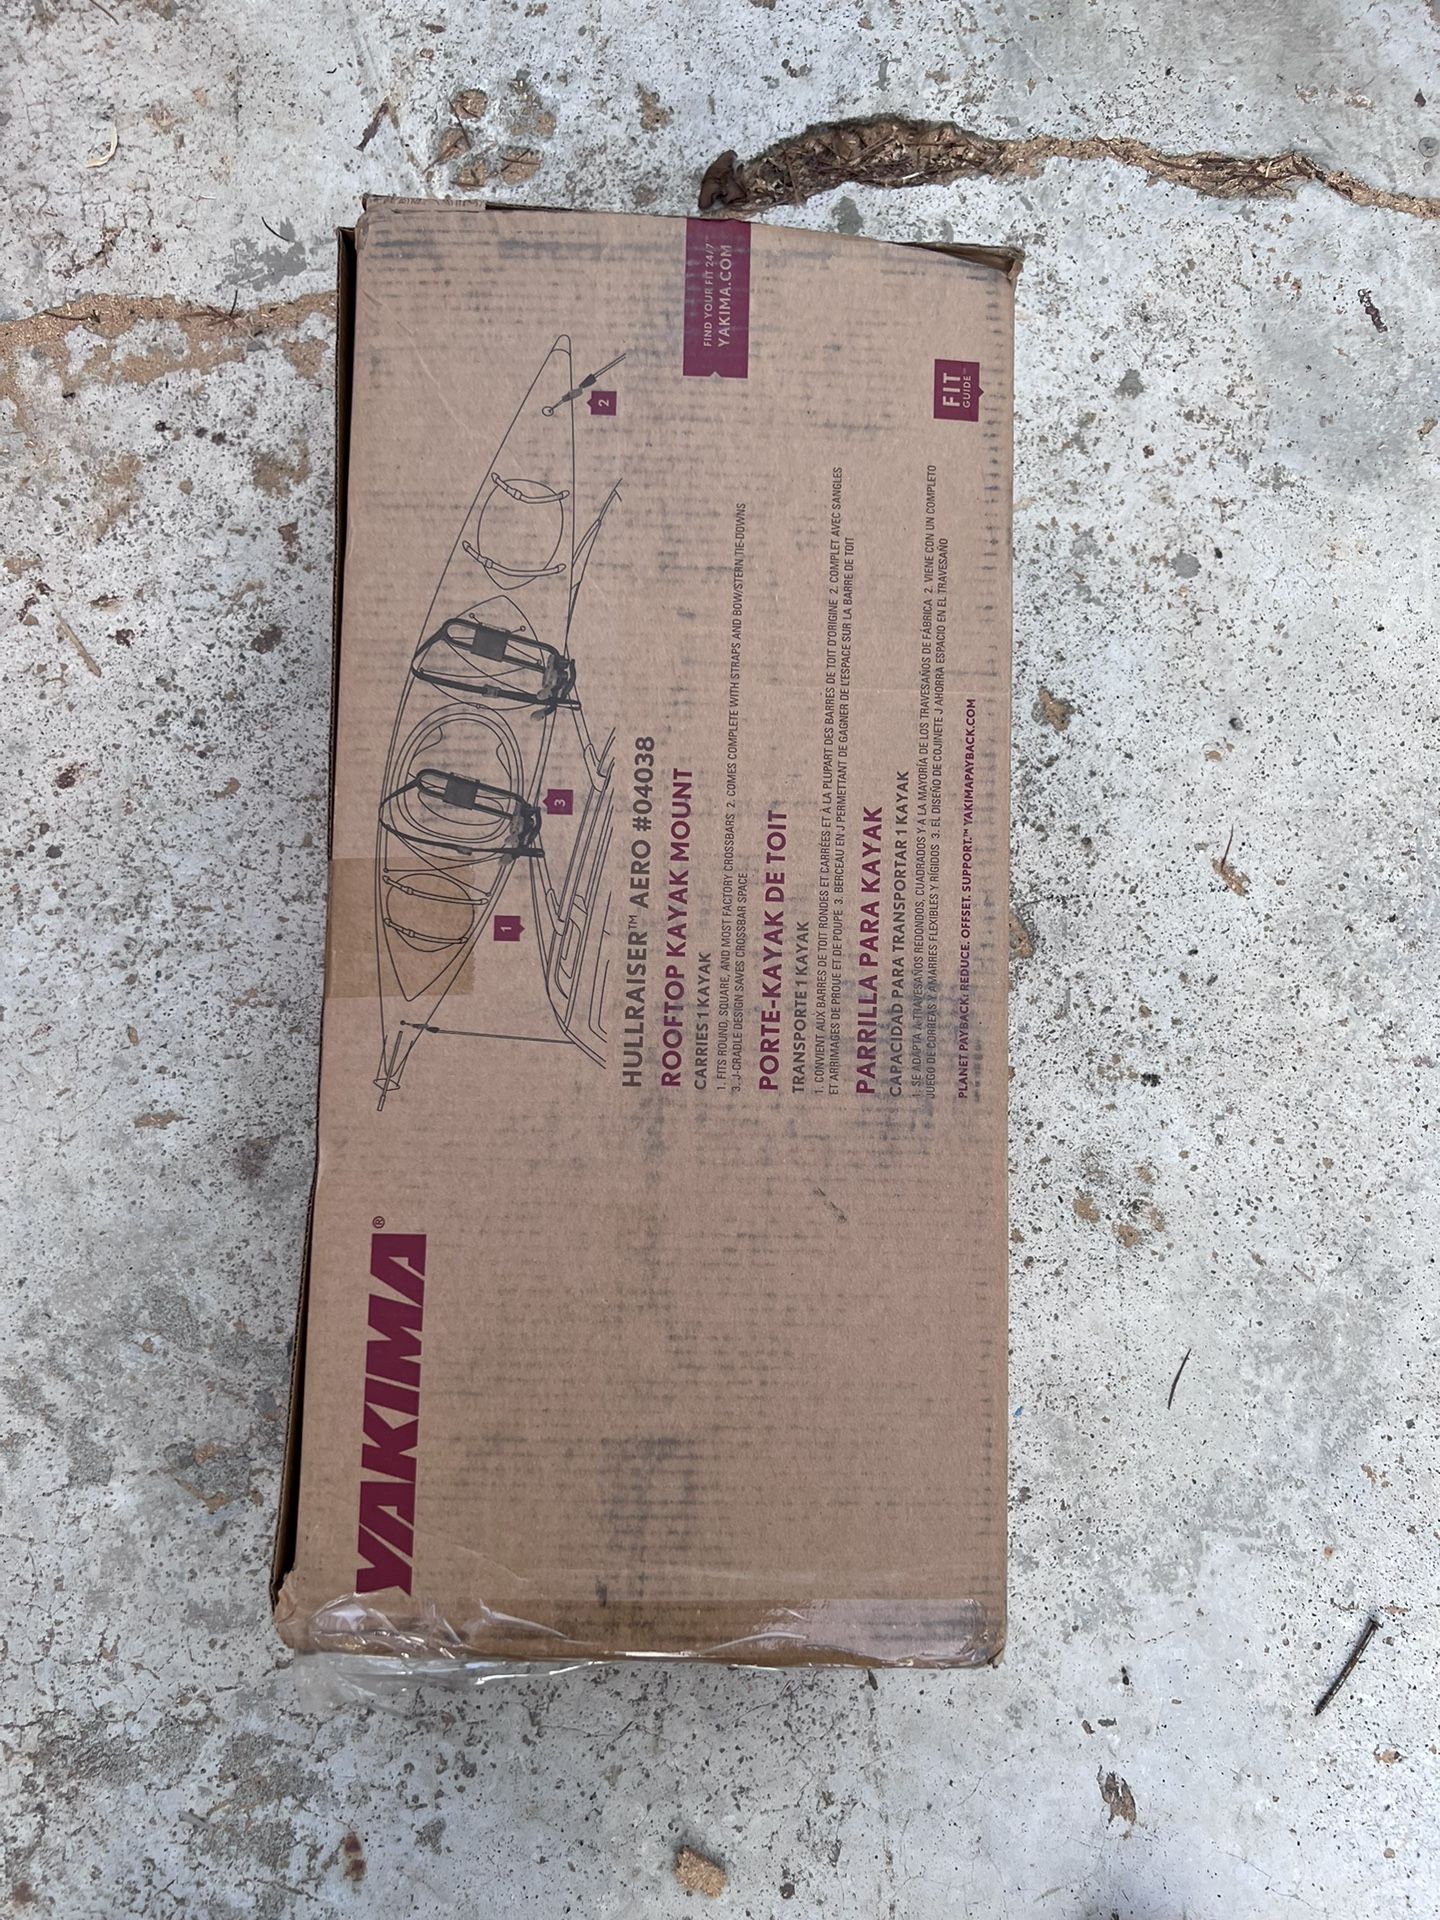 YAKIMA®
1
3
2
HULLRAISER™ AERO #04038
ROOFTOP KAYAK MOUNT
CARRIES 1 KAYAK
1. FITS ROUND, SQUARE, AND MOST FACTORY CROSSBARS 2. COMES COMPLETE WITH STRAPS AND BOW/STERN TIE-DOWNS
3. J-CRADLE DESIGN SAVES CROSSBAR SPACE
PORTE-KAYAK DE TOIT
TRANSPORTE 1 KAYAK
1. CONVIENT AUX BARRES DE TOIT RONDES ET CARRÉES ET À LA PLUPART DES BARRES DE TOIT D'ORIGINE 2. COMPLET AVEC SANGLES
ET ARRIMAGES DE PROUE ET DE POUPE 3. BERCEAU EN J PERMETTANT DE GAGNER DE L'ESPACE SUR LA BARRE DE TOIT
PARRILLA PARA KAYAK
CAPACIDAD PARA TRANSPORTAR 1 KAYAK
1. SE ADAPTA A TRAVESAÑOS REDONDOS, CUADRADOS Y A LA MAYORÍA DE LOS TRAVESAÑOS DE FÁBRICA 2. VIENE CON UN COMPLETO
JUEGO DE CORREAS Y AMARRES FLEXIBLES Y RÍGIDOS 3. EL DISEÑO DE COJINETE J AHORRA ESPACIO EN EL TRAVESAÑO
PLANET PAYBACK: REDUCE. OFFSET. SUPPORT.™ YAKIMAPAYBACK.COM
FIND YOUR FIT 24/7™
YAKIMA.COM
FIT
GUIDE™